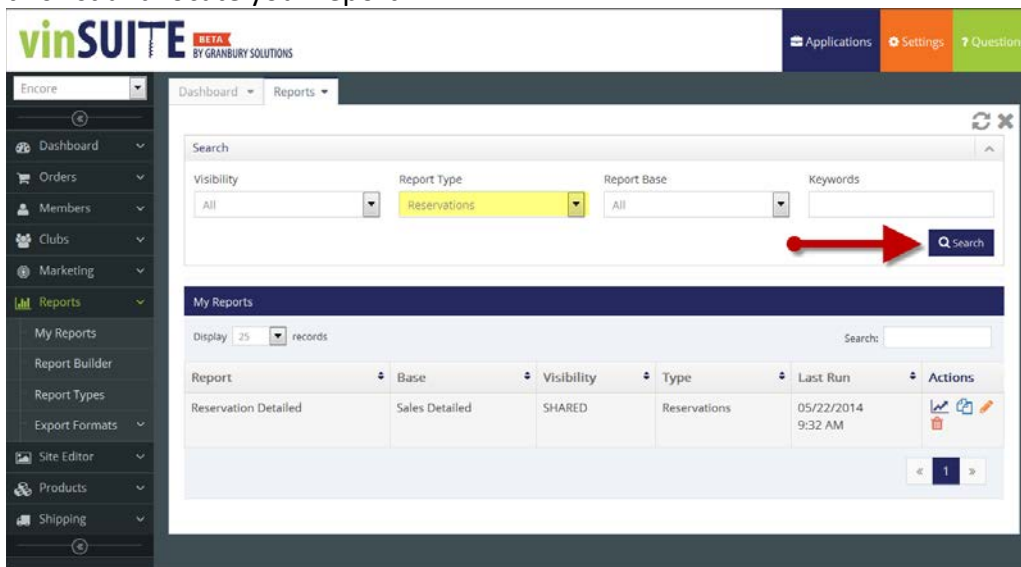 vinSUITE BETA BY GRANBURY SOLUTIONS
Applications Settings ? Question
Encore
Dashboard Reports
Dashboard
Orders
Members
Clubs
Marketing
Reports
My Reports
Report Builder
Report Types
Export Formats
Site Editor
Products
Shipping
Search
Visibility Report Type Report Base Keywords
All Reservations All
Search
My Reports
Display 25 records Search:
Report Base Visibility Type Last Run Actions
Reservation Detailed Sales Detailed SHARED Reservations 05/22/2014
9:32 AM
« 1 »